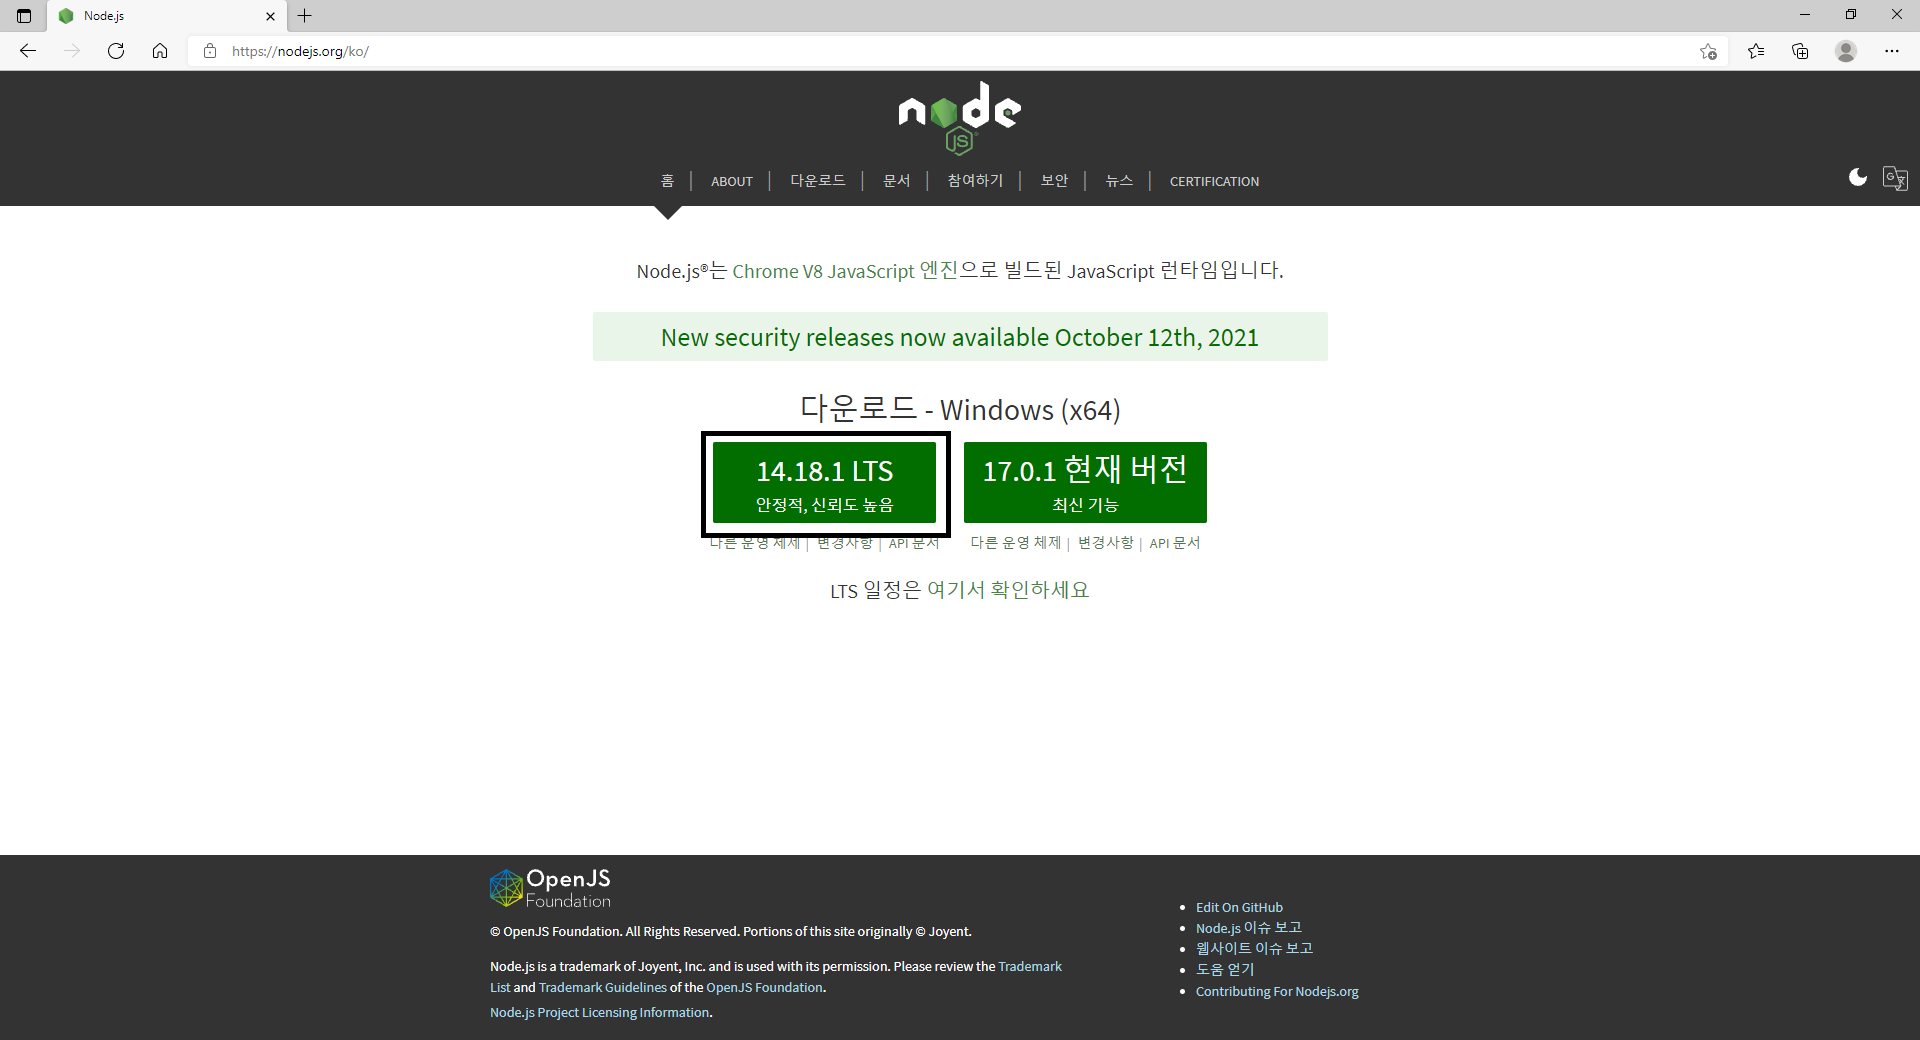 Node.js
https://nodejs.org/ko/
node
JS
홈 | ABOUT | 다운로드 | 문서 | 참여하기 | 보안 | 뉴스 | CERTIFICATION
Node.js®는 Chrome V8 JavaScript 엔진으로 빌드된 JavaScript 런타임입니다.
New security releases now available October 12th, 2021
다운로드 - Windows (x64)
14.18.1 LTS
안정적, 신뢰도 높음
다른 운영 체제 | 변경사항 | API 문서
17.0.1 현재 버전
최신 기능
다른 운영 체제 | 변경사항 | API 문서
LTS 일정은 여기서 확인하세요
OpenJS
Foundation
© OpenJS Foundation. All Rights Reserved. Portions of this site originally © Joyent.
Node.js is a trademark of Joyent, Inc. and is used with its permission. Please review the Trademark
List and Trademark Guidelines of the OpenJS Foundation.
Node.js Project Licensing Information.
Edit On GitHub
Node.js 이슈 보고
웹사이트 이슈 보고
도움 얻기
Contributing For Nodejs.org